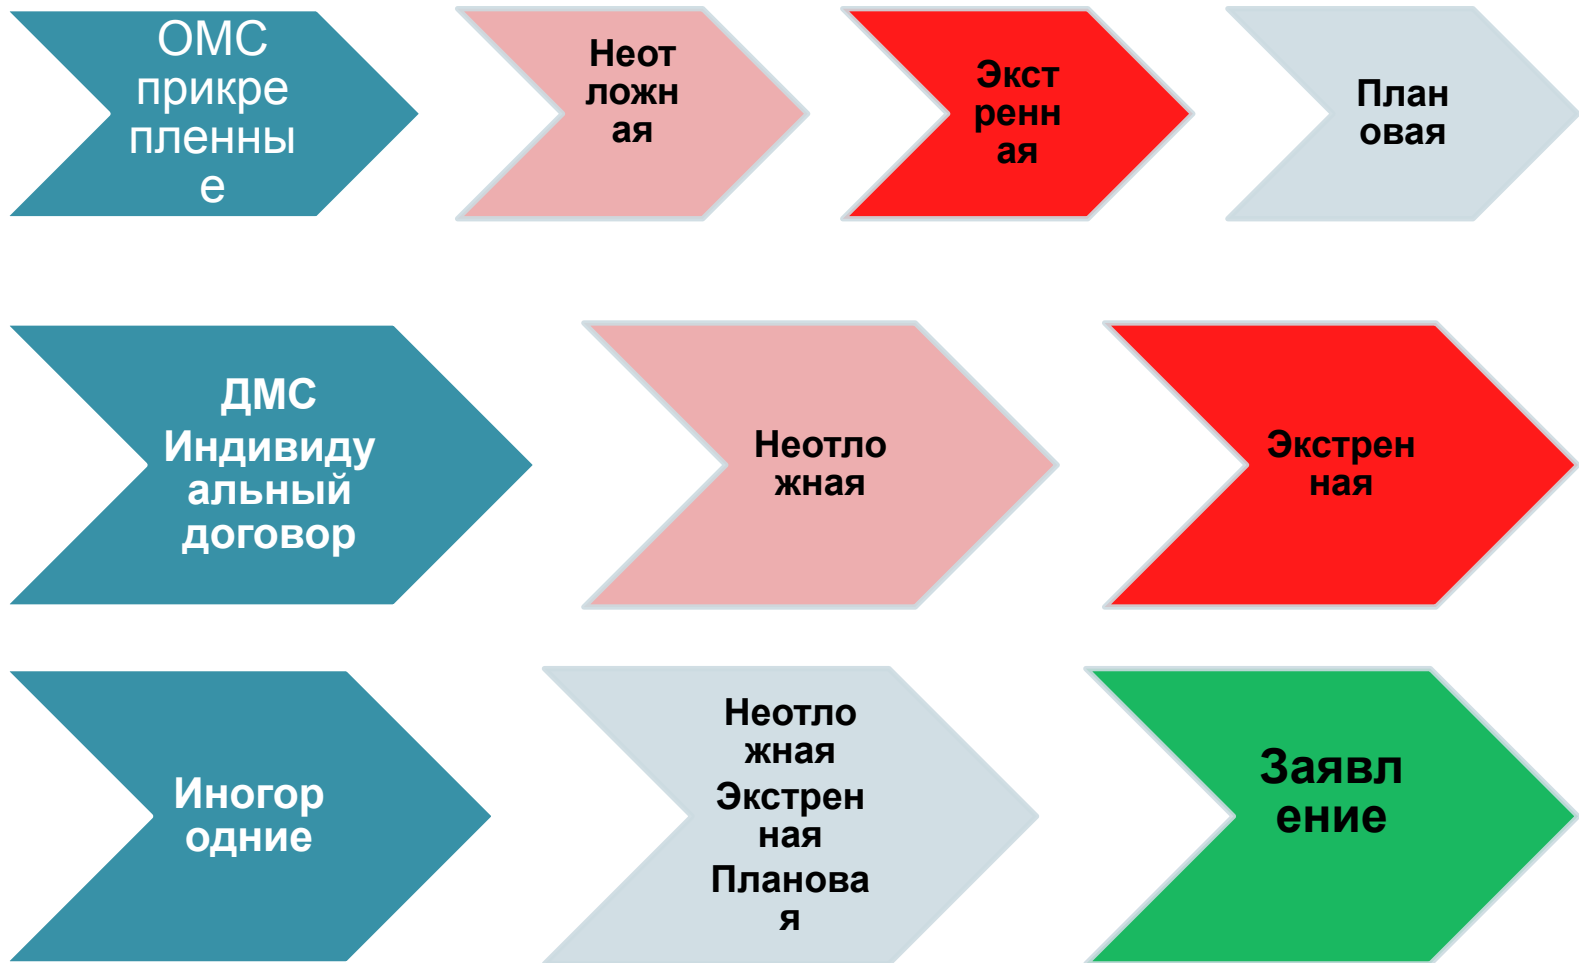 ОМС
прикре
пленны
е
Неот
ложн
ая
Экст
ренн
ая
План
овая
ДМС
Индивиду
альный
договор
Неотло
жная
Экстрен
ная
Иногор
одние
Неотло
жная
Экстрен
ная
Планова
я
Заявл
ение